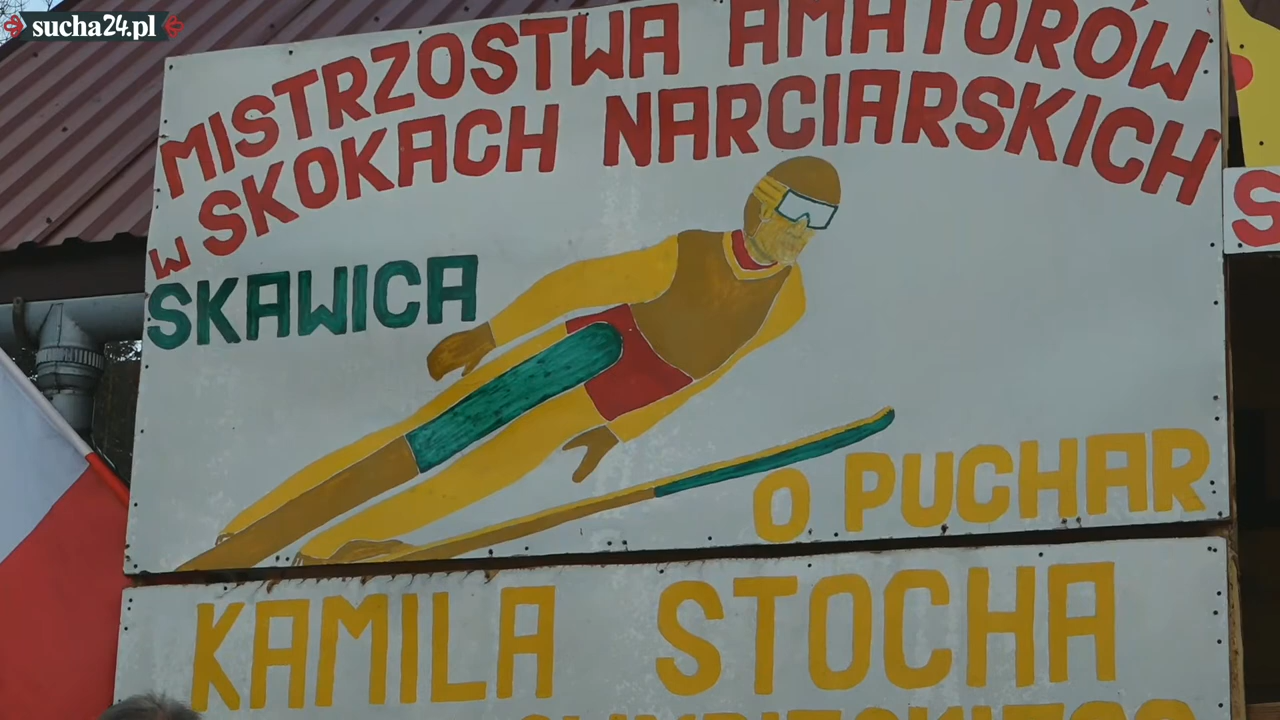 sucha24.pl
MISTRZOSTWA AMATORÓW
W SKOKACH NARCIARSKICH
SKAWICA
O PUCHAR
KAMILA STOCHA